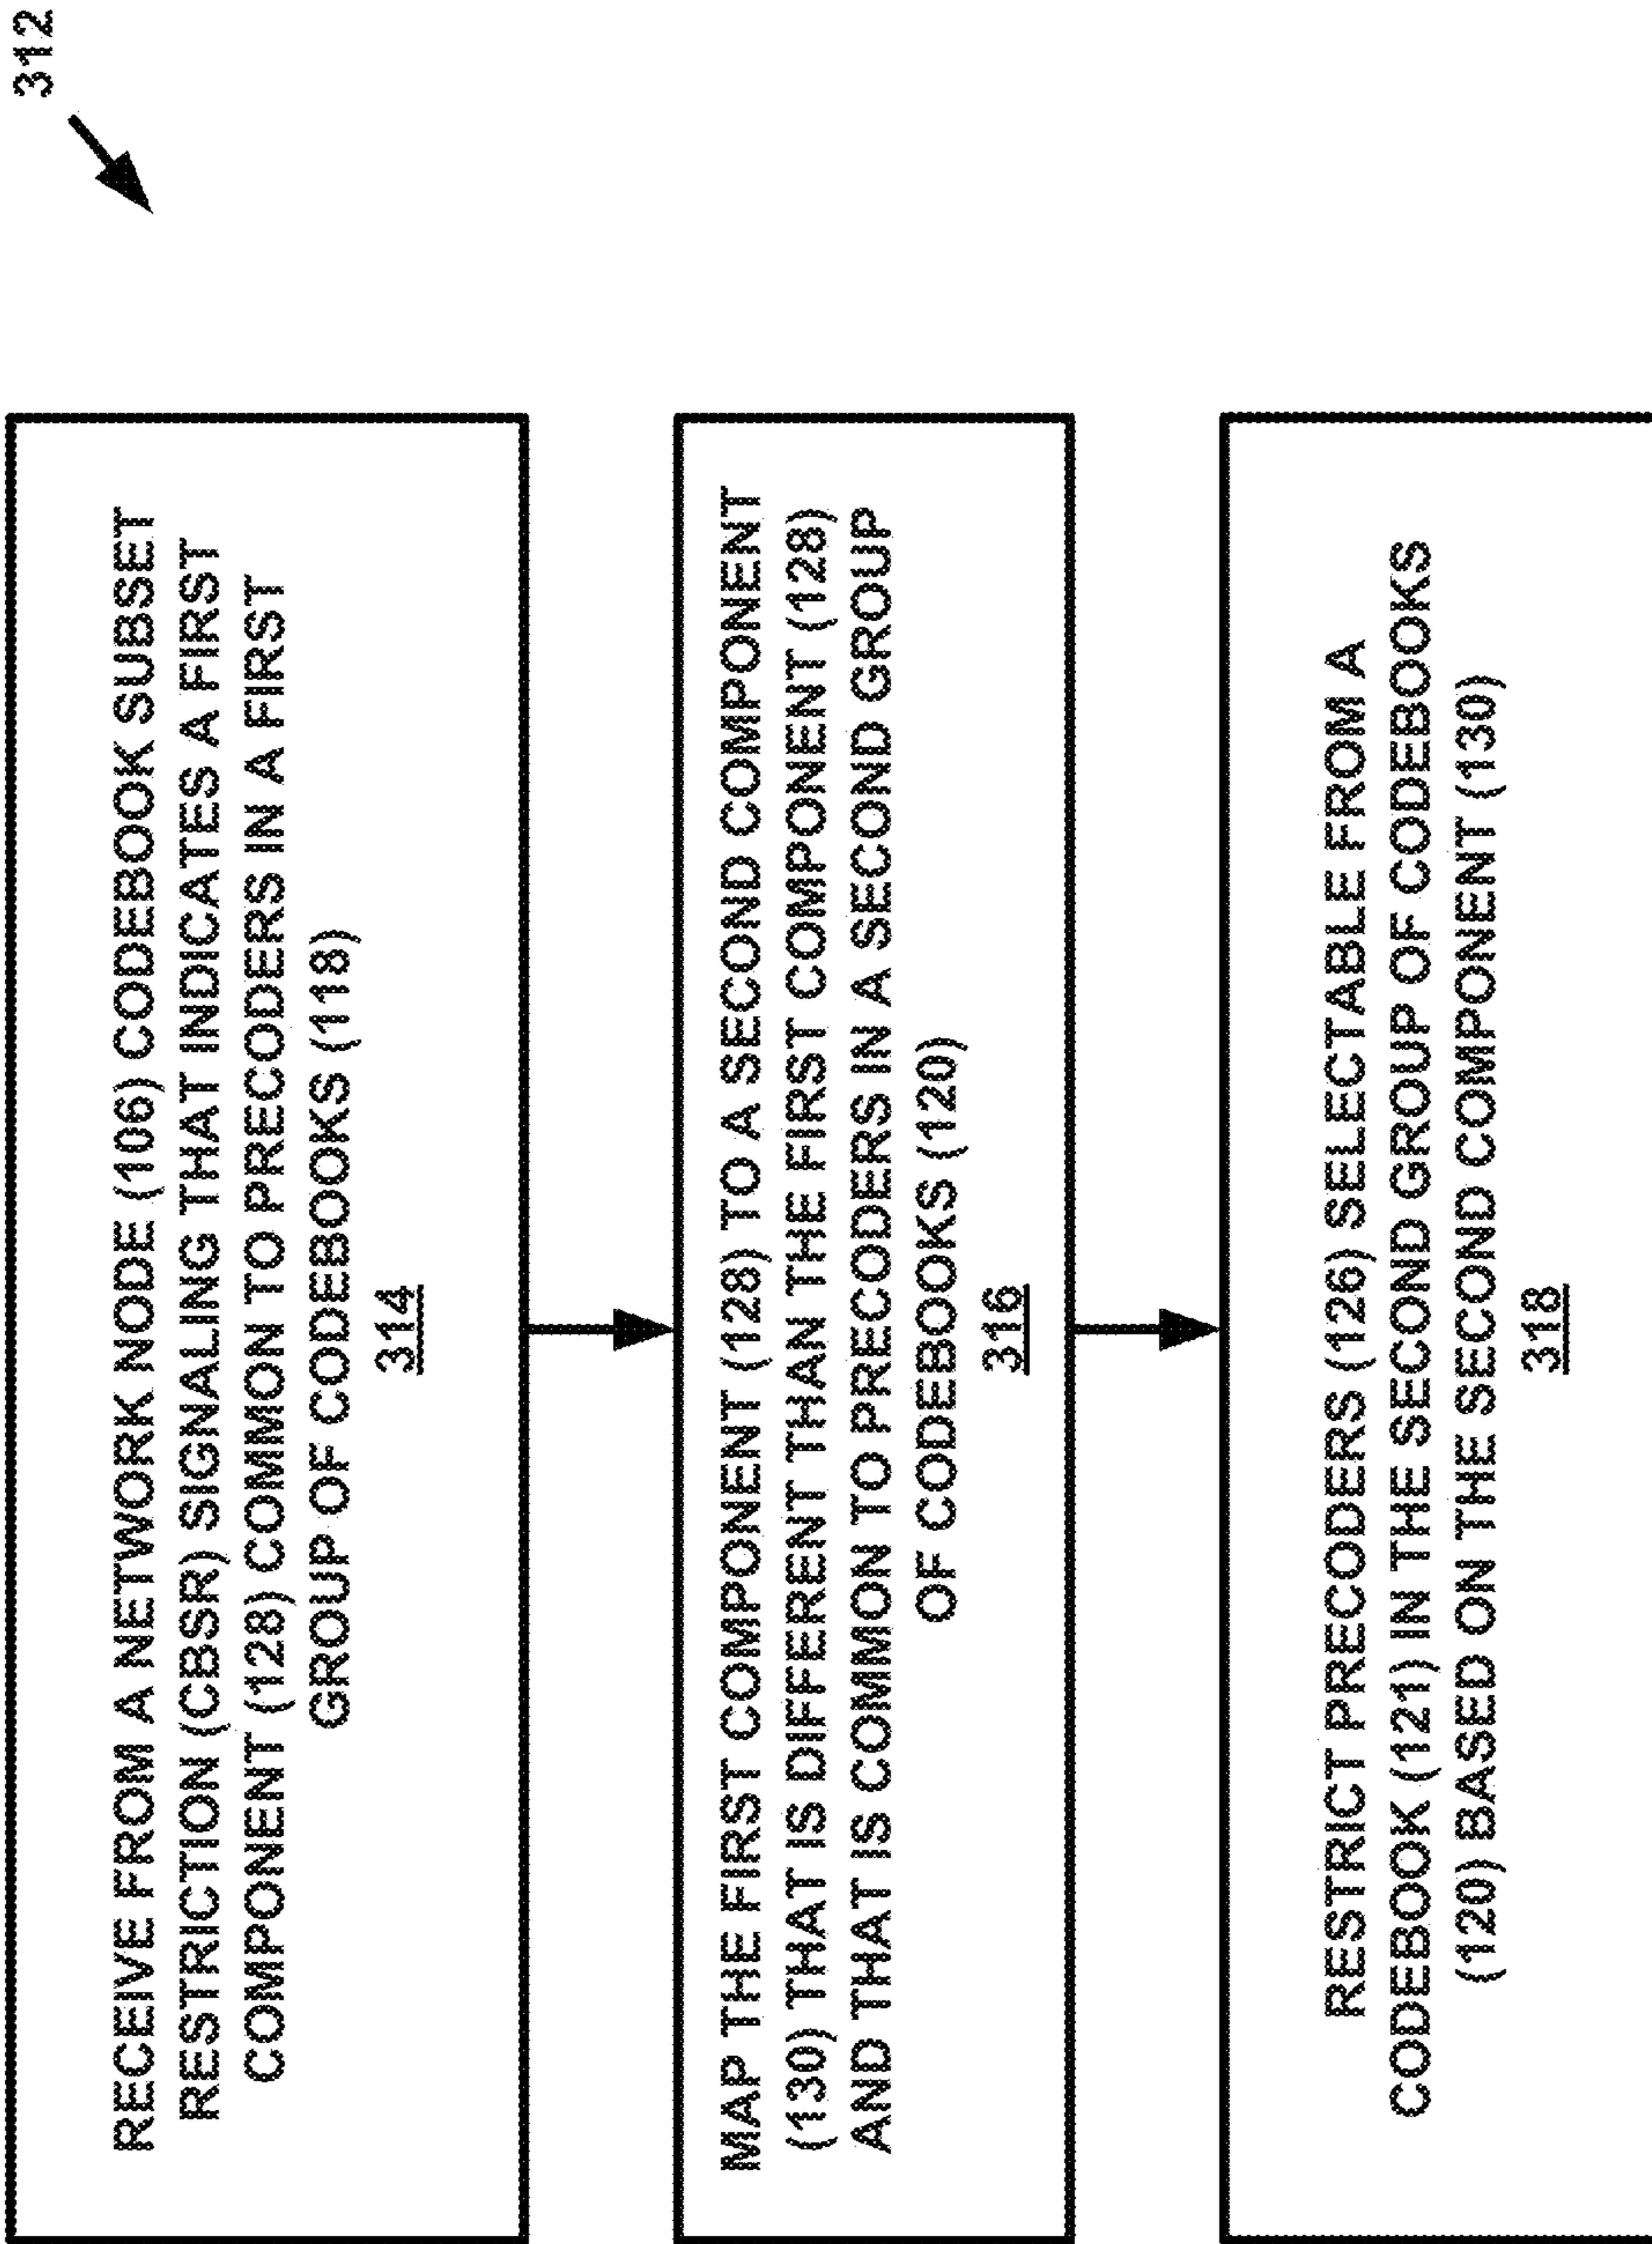 312
RECEIVE FROM A NETWORK NODE (106) CODEBOOK SUBSET
RESTRICTION (CBSR) SIGNALING THAT INDICATES A FIRST
COMPONENT (128) COMMON TO PRECODERS IN A FIRST
GROUP OF CODEBOOKS (118)
314
MAP THE FIRST COMPONENT (128) TO A SECOND COMPONENT
(130) THAT IS DIFFERENT THAN THE FIRST COMPONENT (128)
AND THAT IS COMMON TO PRECODERS IN A SECOND GROUP
OF CODEBOOKS (120)
316
RESTRICT PRECODERS (126) SELECTABLE FROM A
CODEBOOK (121) IN THE SECOND GROUP OF CODEBOOKS
(120) BASED ON THE SECOND COMPONENT (130)
318